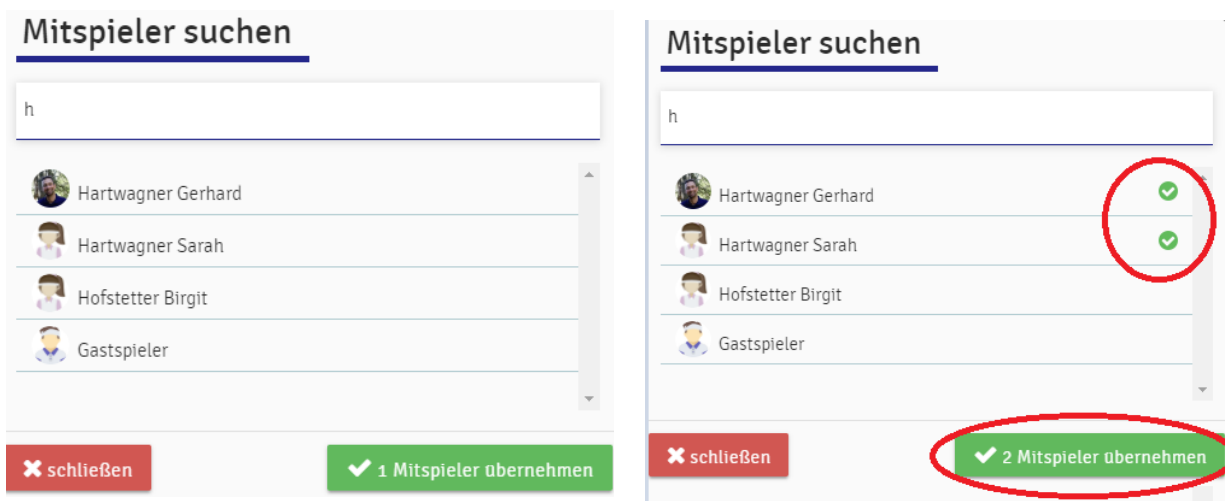 Mitspieler suchen
h
Hartwagner Gerhard
Hartwagner Sarah
Hofstetter Birgit
Gastspieler
schließen
1 Mitspieler übernehmen
Mitspieler suchen
h
Hartwagner Gerhard
Hartwagner Sarah
Hofstetter Birgit
Gastspieler
schließen
2 Mitspieler übernehmen